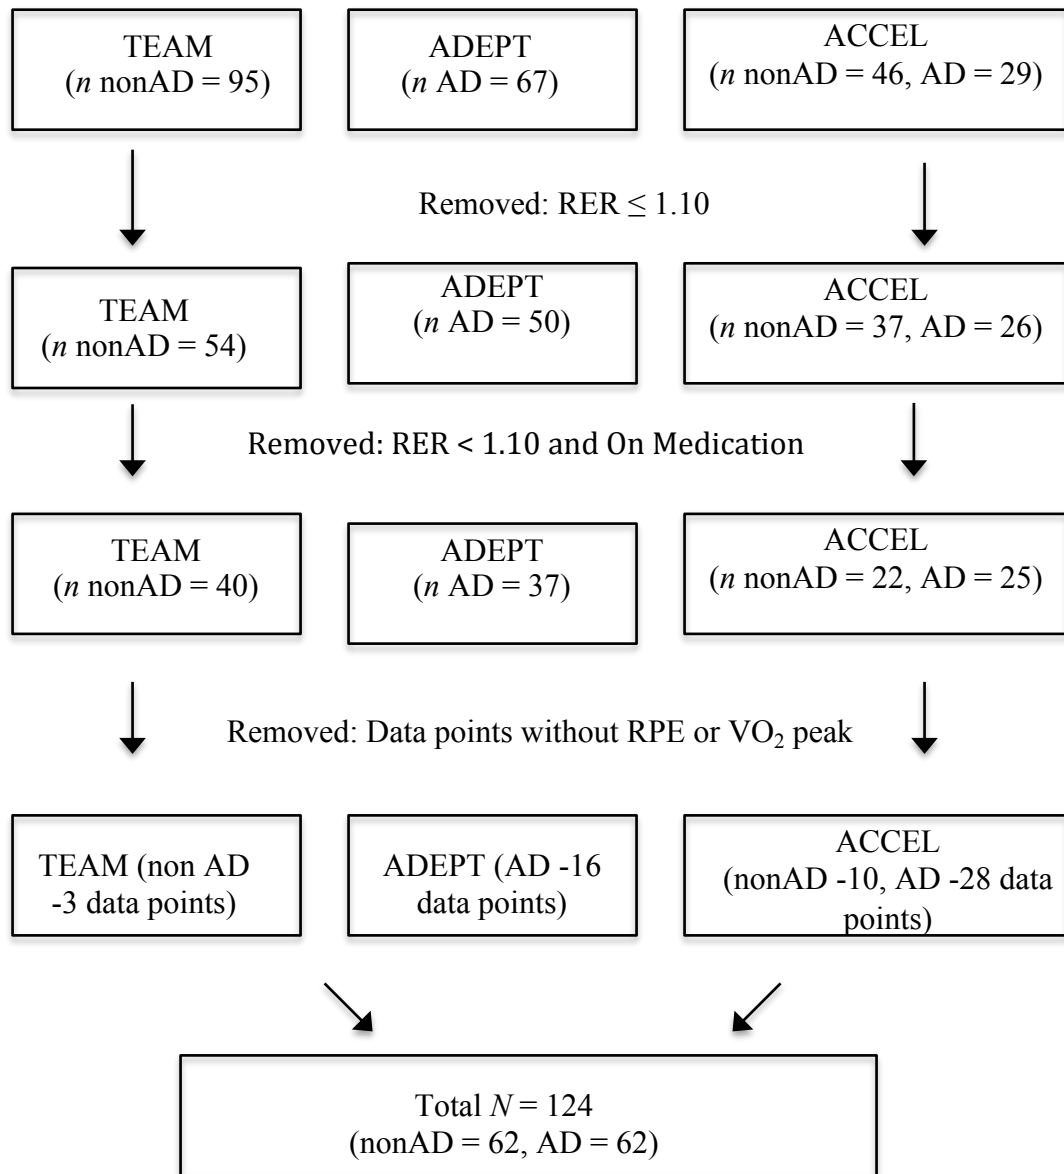 TEAM
(n nonAD = 95)
ADEPT
(n AD = 67)
ACCEL
(n nonAD = 46, AD = 29)
Removed: RER ≤ 1.10
TEAM
(n nonAD = 54)
ADEPT
(n AD = 50)
ACCEL
(n nonAD = 37, AD = 26)
Removed: RER < 1.10 and On Medication
TEAM
(n nonAD = 40)
ADEPT
(n AD = 37)
ACCEL
(n nonAD = 22, AD = 25)
Removed: Data points without RPE or VO₂ peak
TEAM (non AD
-3 data points)
ADEPT (AD -16
data points)
ACCEL
(nonAD -10, AD -28 data
points)
Total N = 124
(nonAD = 62, AD = 62)